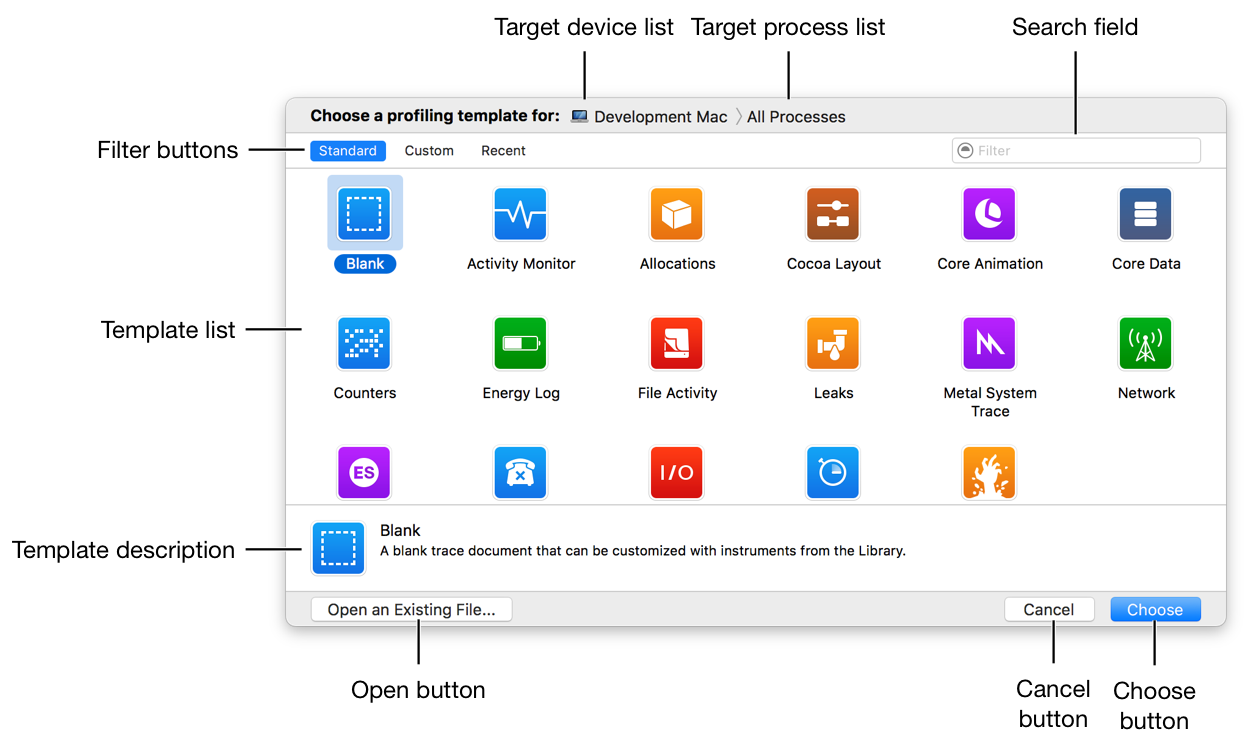 Target device list
Target process list
Search field
Choose a profiling template for: Development Mac 〉All Processes
Filter buttons
Standard
Custom
Recent
Filter
Blank
Activity Monitor
Allocations
Cocoa Layout
Core Animation
Core Data
Template list
Counters
Energy Log
File Activity
Leaks
Metal System
Trace
Network
ES
I/O
Template description
Blank
A blank trace document that can be customized with instruments from the Library.
Open an Existing File...
Cancel
Choose
Open button
Cancel
button
Choose
button